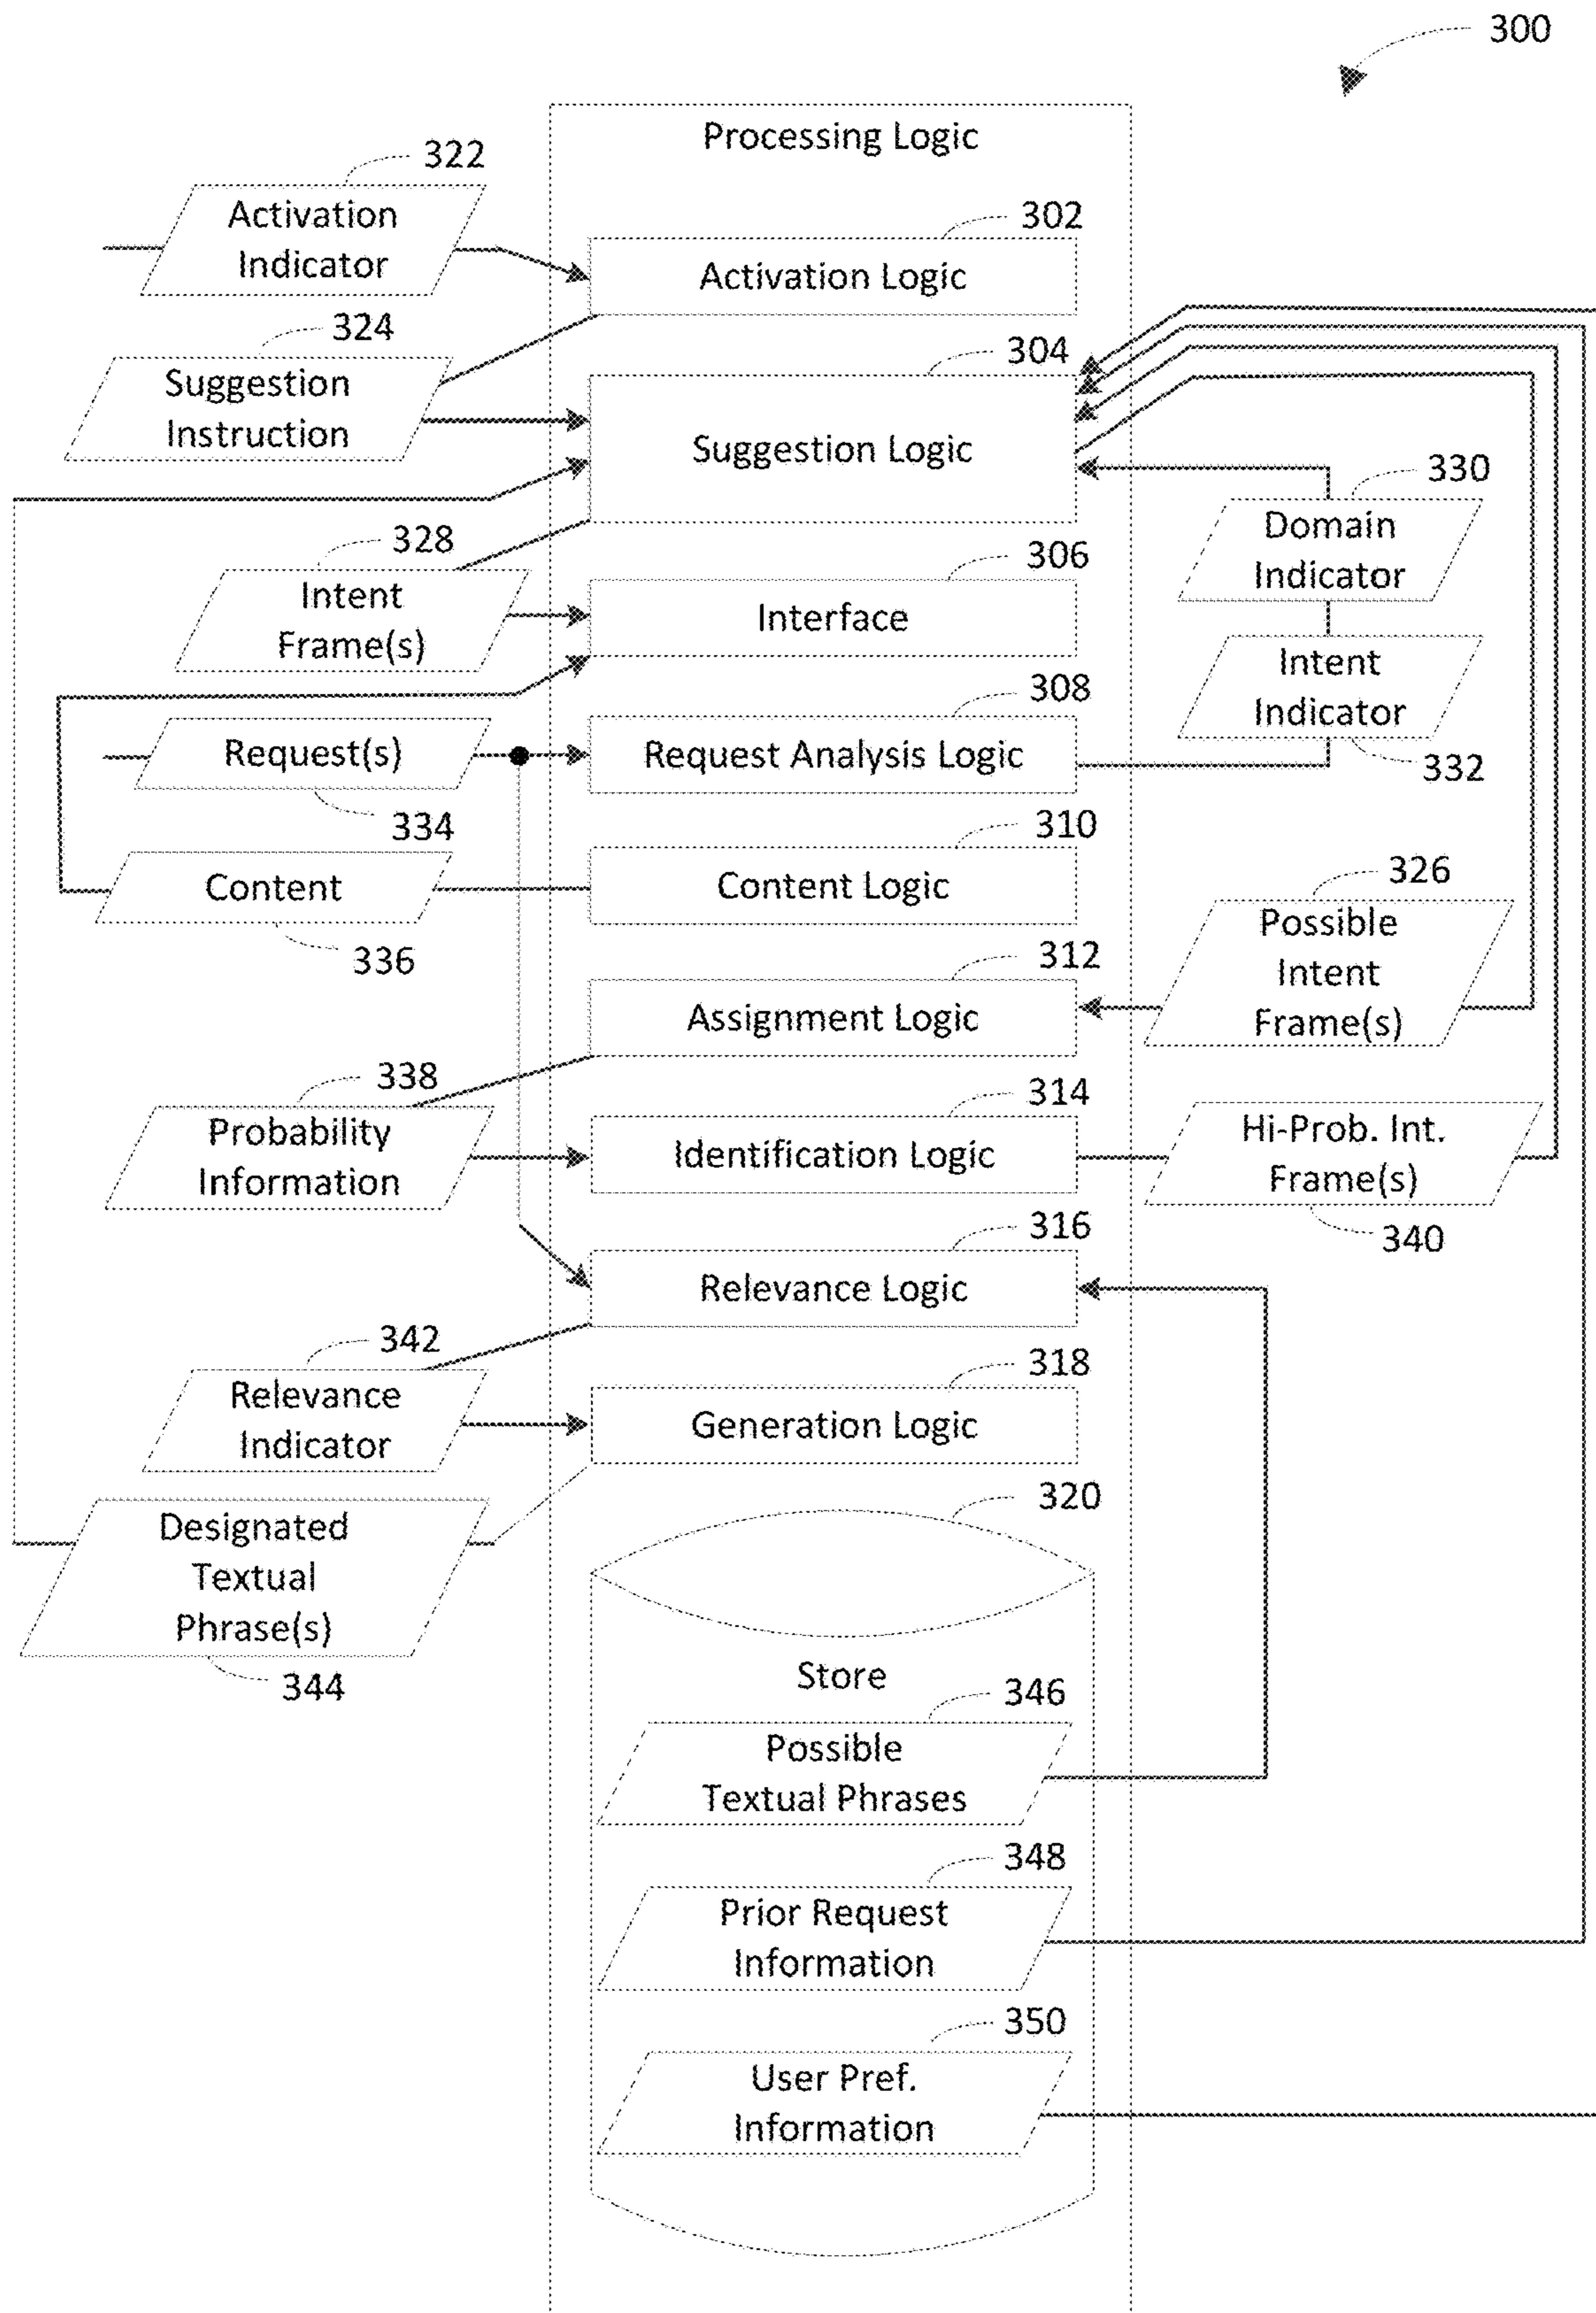 300
Processing Logic
322
Activation
Indicator
302
Activation Logic
324
Suggestion
Instruction
304
Suggestion Logic
330
Domain
Indicator
328
Intent
Frame(s)
306
Interface
Intent
Indicator
332
308
Request(s)
Request Analysis Logic
334
310
Content
Content Logic
336
326
Possible
Intent
Frame(s)
312
Assignment Logic
338
Probability
Information
314
Identification Logic
Hi-Prob. Int.
Frame(s)
340
316
Relevance Logic
342
Relevance
Indicator
318
Generation Logic
320
Designated
Textual
Phrase(s)
344
Store
346
Possible
Textual Phrases
348
Prior Request
Information
350
User Pref.
Information